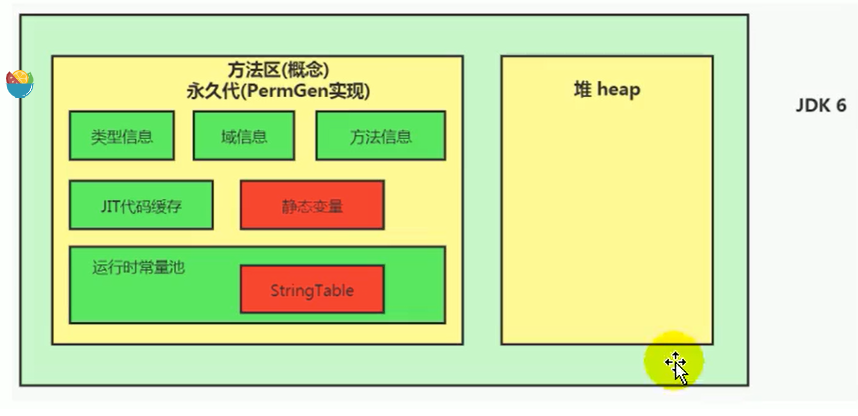 方法区(概念)
永久代(PermGen实现)
类型信息
域信息
方法信息
JIT代码缓存
静态变量
运行时常量池
StringTable
堆 heap
JDK 6